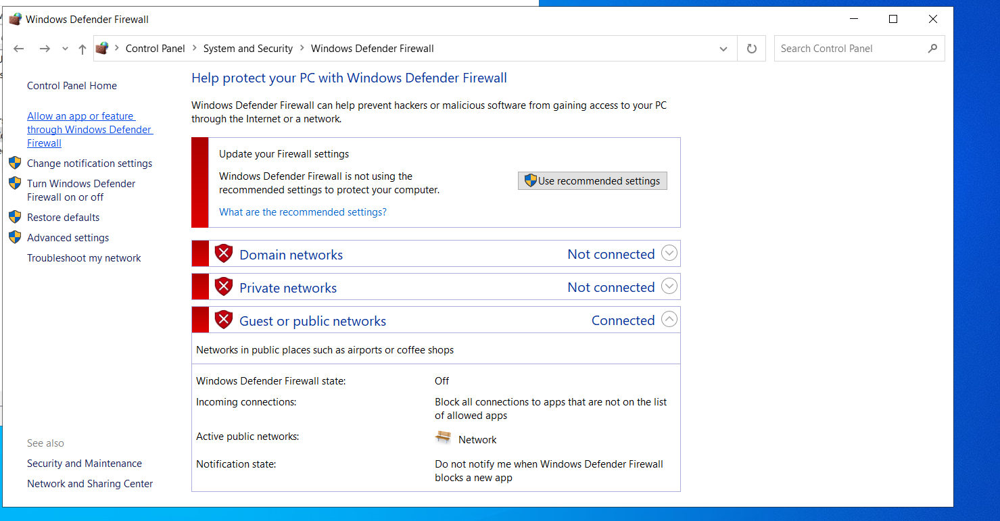 Windows Defender Firewall
Control Panel
System and Security
Windows Defender Firewall
Search Control Panel
Control Panel Home
Allow an app or feature
through Windows Defender
Firewall
Change notification settings
Turn Windows Defender
Firewall on or off
Restore defaults
Advanced settings
Troubleshoot my network
See also
Security and Maintenance
Network and Sharing Center
Help protect your PC with Windows Defender Firewall
Windows Defender Firewall can help prevent hackers or malicious software from gaining access to your PC
through the Internet or a network.
Update your Firewall settings
Windows Defender Firewall is not using the
recommended settings to protect your computer.
Use recommended settings
What are the recommended settings?
Domain networks
Not connected
Private networks
Not connected
Guest or public networks
Connected
Networks in public places such as airports or coffee shops
Windows Defender Firewall state:
Off
Incoming connections:
Block all connections to apps that are not on the list
of allowed apps
Active public networks:
Network
Notification state:
Do not notify me when Windows Defender Firewall
blocks a new app